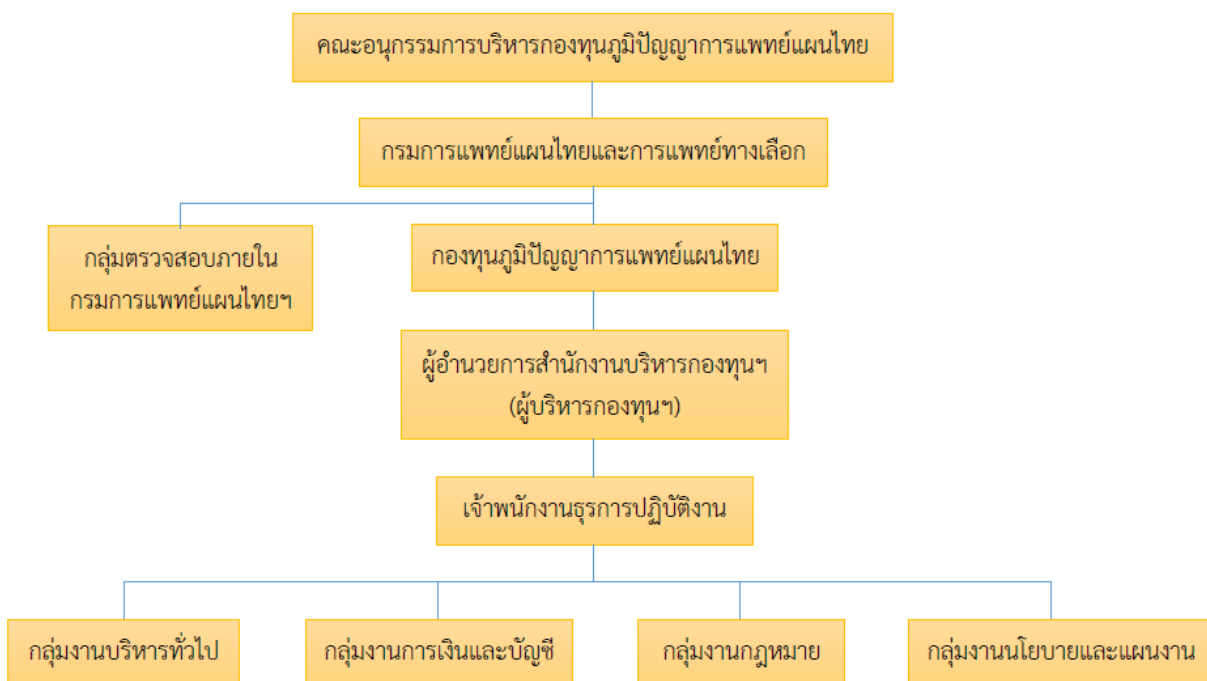 คณะอนุกรรมการบริหารกองทุนภูมิปัญญาการแพทย์แผนไทย
กรมการแพทย์แผนไทยและการแพทย์ทางเลือก
กลุ่มตรวจสอบภายใน
กรมการแพทย์แผนไทยฯ
กองทุนภูมิปัญญาการแพทย์แผนไทย
ผู้อำนวยการสำนักงานบริหารกองทุนฯ
(ผู้บริหารกองทุนฯ)
เจ้าพนักงานธุรการปฏิบัติงาน
กลุ่มงานบริหารทั่วไป
กลุ่มงานการเงินและบัญชี
กลุ่มงานกฎหมาย
กลุ่มงานนโยบายและแผนงาน